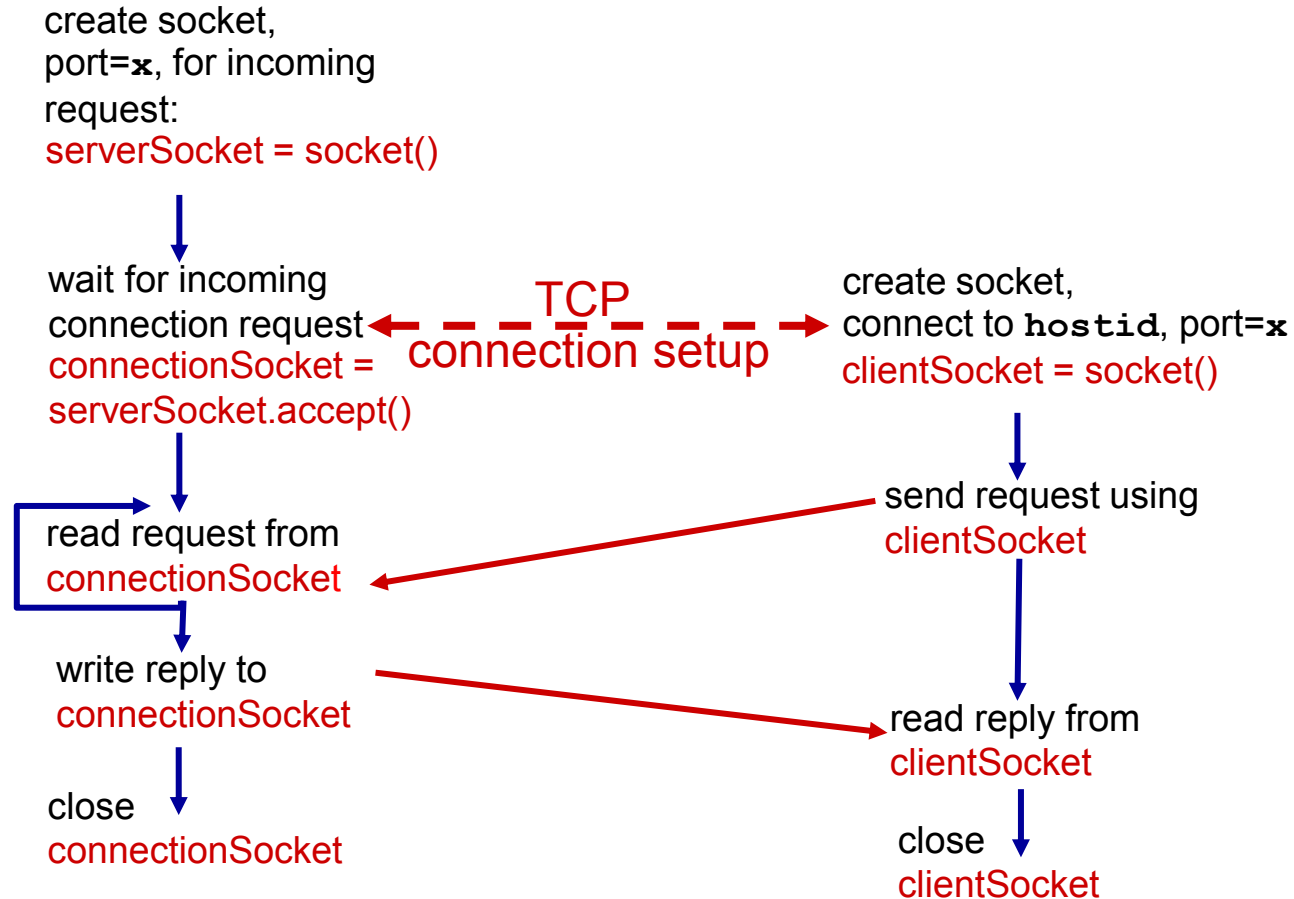 create socket,
port=x, for incoming
request:
serverSocket = socket()
wait for incoming
connection request
connectionSocket =
serverSocket.accept()
TCP
connection setup
create socket,
connect to hostid, port=x
clientSocket = socket()
read request from
connectionSocket
send request using
clientSocket
write reply to
connectionSocket
read reply from
clientSocket
close
connectionSocket
close
clientSocket